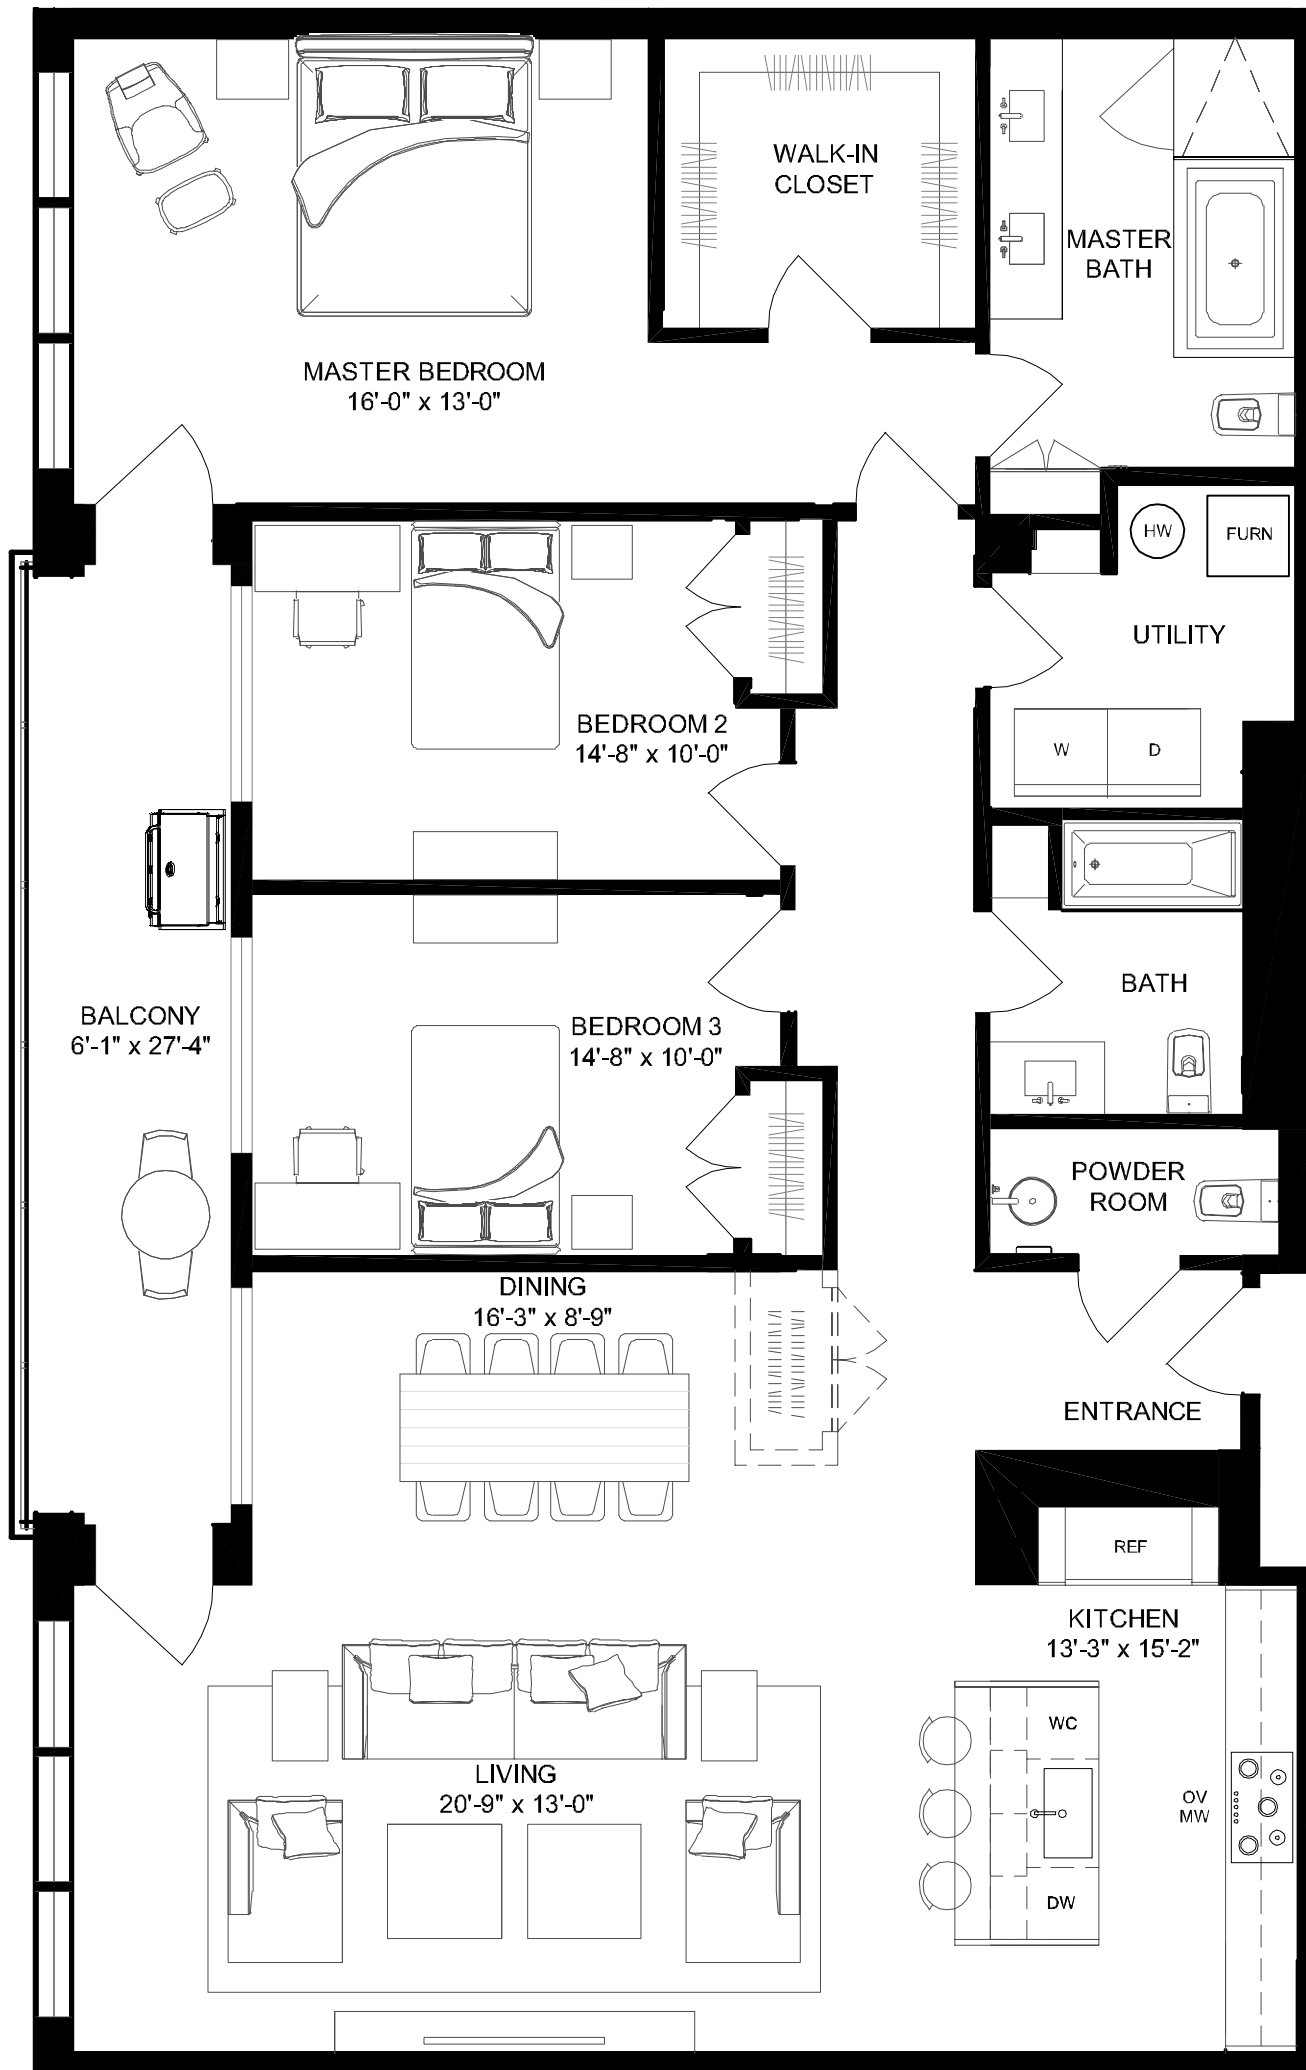 WALK-IN
CLOSET
MASTER
BATH
MASTER BEDROOM
16'-0" x 13'-0"
HW
FURN
UTILITY
BEDROOM 2
14'-8" x 10'-0"
W
D
BATH
BALCONY
6'-1" x 27'-4"
BEDROOM 3
14'-8" x 10'-0"
POWDER
ROOM
DINING
16'-3" x 8'-9"
ENTRANCE
REF
KITCHEN
13'-3" x 15'-2"
WC
LIVING
20'-9" x 13'-0"
OV
MW
DW